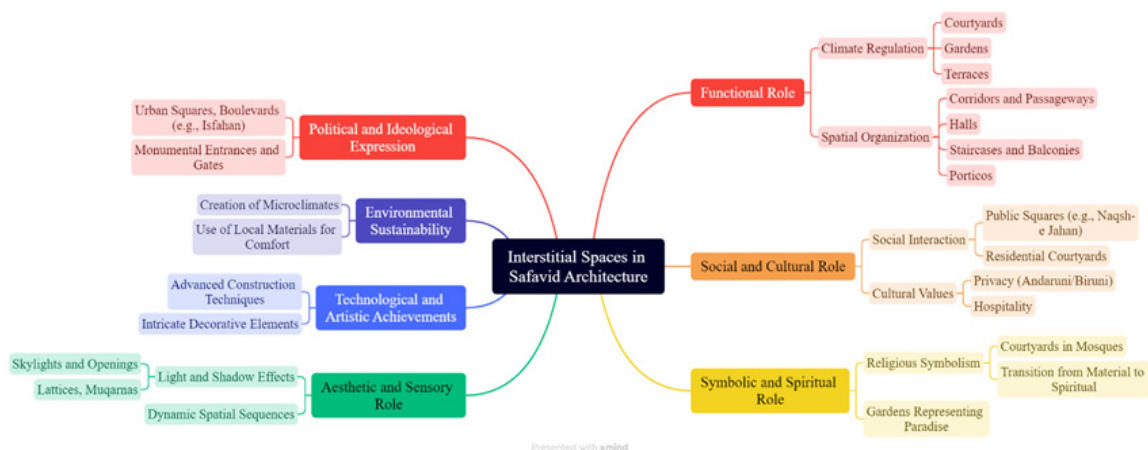 Interstitial Spaces in
Safavid Architecture
Functional Role
Climate Regulation
Courtyards
Gardens
Terraces
Spatial Organization
Corridors and Passageways
Halls
Staircases and Balconies
Porticos
Social and Cultural Role
Social Interaction
Public Squares (e.g., Naqsh-
e Jahan)
Residential Courtyards
Cultural Values
Privacy (Andaruni/Biruni)
Hospitality
Symbolic and Spiritual
Role
Religious Symbolism
Courtyards in Mosques
Transition from Material to
Spiritual
Gardens Representing
Paradise
Political and Ideological
Expression
Urban Squares, Boulevards
(e.g., Isfahan)
Monumental Entrances and
Gates
Environmental
Sustainability
Creation of Microclimates
Use of Local Materials for
Comfort
Technological and
Artistic Achievements
Advanced Construction
Techniques
Intricate Decorative Elements
Aesthetic and Sensory
Role
Light and Shadow Effects
Skylights and Openings
Lattices, Muqarnas
Dynamic Spatial Sequences
Presented with xmind